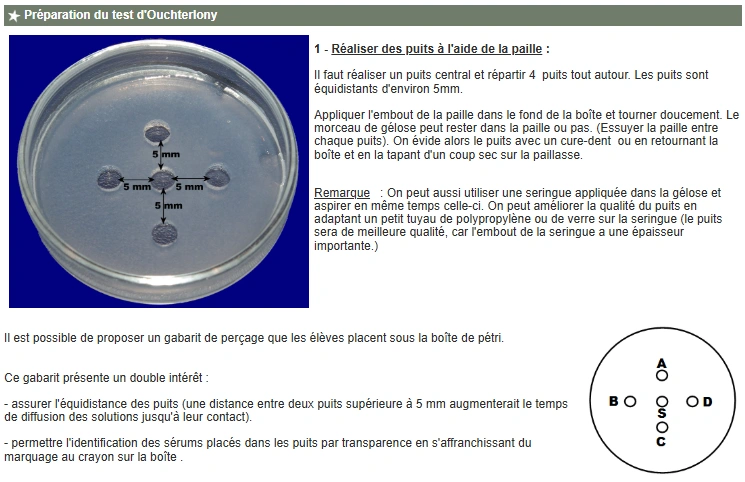 Préparation du test d'Ouchterlony
1 - Réaliser des puits à l'aide de la paille :
Il faut réaliser un puits central et répartir 4 puits tout autour. Les puits sont
équidistants d'environ 5mm.
Appliquer l'embout de la paille dans le fond de la boîte et tourner doucement. Le
morceau de gélose peut rester dans la paille ou pas. (Essuyer la paille entre
chaque puits). On évide alors le puits avec un cure-dent ou en retournant la
boîte et en la tapant d'un coup sec sur la paillasse.
Remarque : On peut aussi utiliser une seringue appliquée dans la gélose et
aspirer en même temps celle-ci. On peut améliorer la qualité du puits en
adaptant un petit tuyau de polypropylène ou de verre sur la seringue (le puits
sera de meilleure qualité, car l'embout de la seringue a une épaisseur
importante.)
5 mm
5 mm 5 mm
5 mm
Il est possible de proposer un gabarit de perçage que les élèves placent sous la boîte de pétri.
Ce gabarit présente un double intérêt :
- assurer l'équidistance des puits (une distance entre deux puits supérieure à 5 mm augmenterait le temps
de diffusion des solutions jusqu'à leur contact).
- permettre l'identification des sérums placés dans les puits par transparence en s'affranchissant du
marquage au crayon sur la boîte .
A
B D
S
C